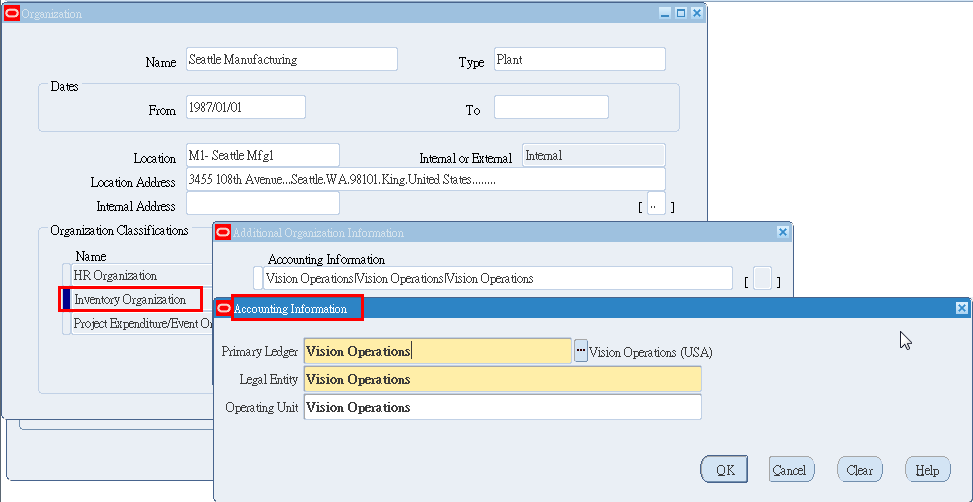 Organization
Name Seattle Manufacturing Type Plant
Dates
From 1987/01/01 To
Location M1- Seattle Mfg1 Internal or External Internal
Location Address 3455 108th Avenue...Seattle.WA.98101.King.United States........
Internal Address [ .. ]
Organization Classifications
Name
HR Organization
Inventory Organization
Project Expenditure/Event Or
Additional Organization Information
Accounting Information
Vision Operations|Vision Operations|Vision Operations [ ]
Accounting Information
Primary Ledger Vision Operations ... Vision Operations (USA)
Legal Entity Vision Operations
Operating Unit Vision Operations
OK Cancel Clear Help